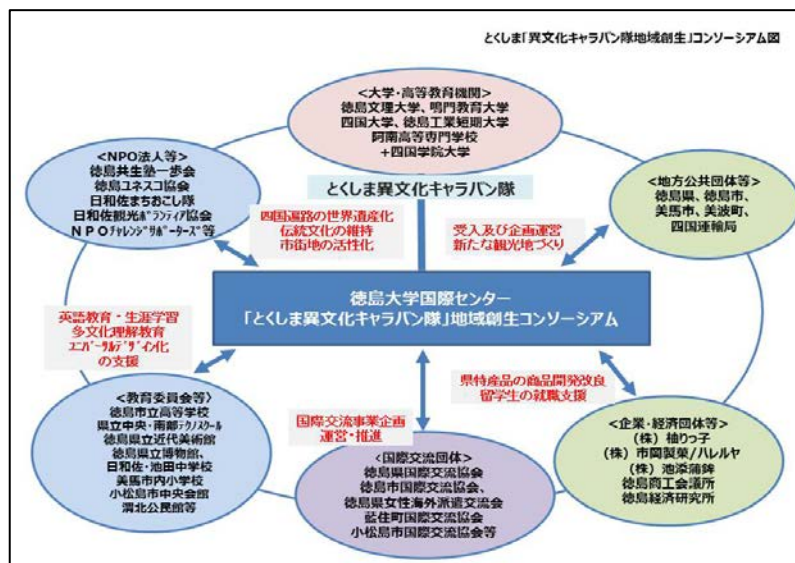 とくしま「異文化キャラバン隊地域創生」コンソーシアム図
<大学・高等教育機関>
徳島文理大学、鳴門教育大学
四国大学、徳島工業短期大学
阿南高等専門学校
+四国学院大学
とくしま異文化キャラバン隊
<NPO法人等>
徳島共生塾一歩会
徳島ユネスコ協会
日和佐まちおこし隊
日和佐観光ボランティア協会
NPOチャレンジサポーターズ等
<地方公共団体等>
徳島県、徳島市、
美馬市、美波町、
四国運輸局
四国遍路の世界遺産化
伝統文化の維持
市街地の活性化
受入及び企画運営
新たな観光地づくり
徳島大学国際センター
「とくしま異文化キャラバン隊」地域創生コンソーシアム
英語教育・生涯学習
多文化理解教育
ユニバーサルデザイン化
の支援
国際交流事業企画
運営・推進
県特産品の商品開発改良
留学生の就職支援
<教育委員会等>
徳島市立高等学校
県立中央・南部テクノスクール
徳島県立近代美術館
徳島県立博物館、
日和佐・池田中学校
美馬市内小学校
小松島市中央会館
渭北公民館等
<国際交流団体>
徳島県国際交流協会
徳島市国際交流協会、
徳島県女性海外派遣交流会
藍住町国際交流協会
小松島市国際交流協会等
<企業・経済団体等>
(株)柚りっ子
(株)市岡製菓/ハレルヤ
(株)池添蒲鉾
徳島商工会議所
徳島経済研究所